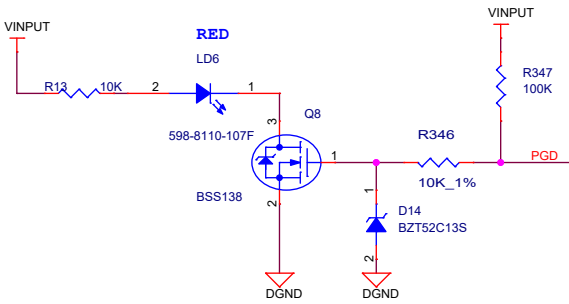 VINPUT
VINPUT
RED
LD6
R13
10K
2
1
R347
100K
598-8110-107F
3
Q8
1
R346
PGD
10K_1%
BSS138
2
1
D14
BZT52C13S
2
DGND
DGND